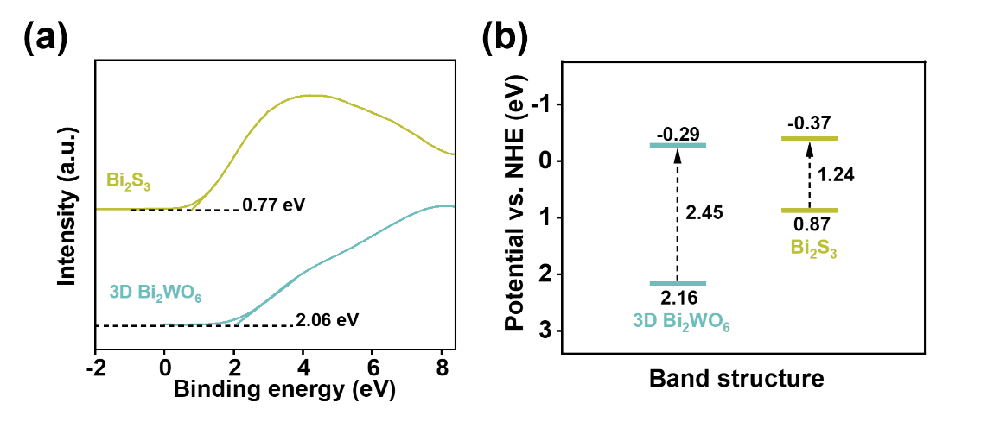 (a)
Intensity (a.u.)
Bi₂S₃
0.77 eV
3D Bi₂WO₆
2.06 eV
-2 0 2 4 6 8
Binding energy (eV)
(b)
Potential vs. NHE (eV)
-1
0
1
2
3
-0.29
2.45
2.16
3D Bi₂WO₆
-0.37
1.24
0.87
Bi₂S₃
Band structure